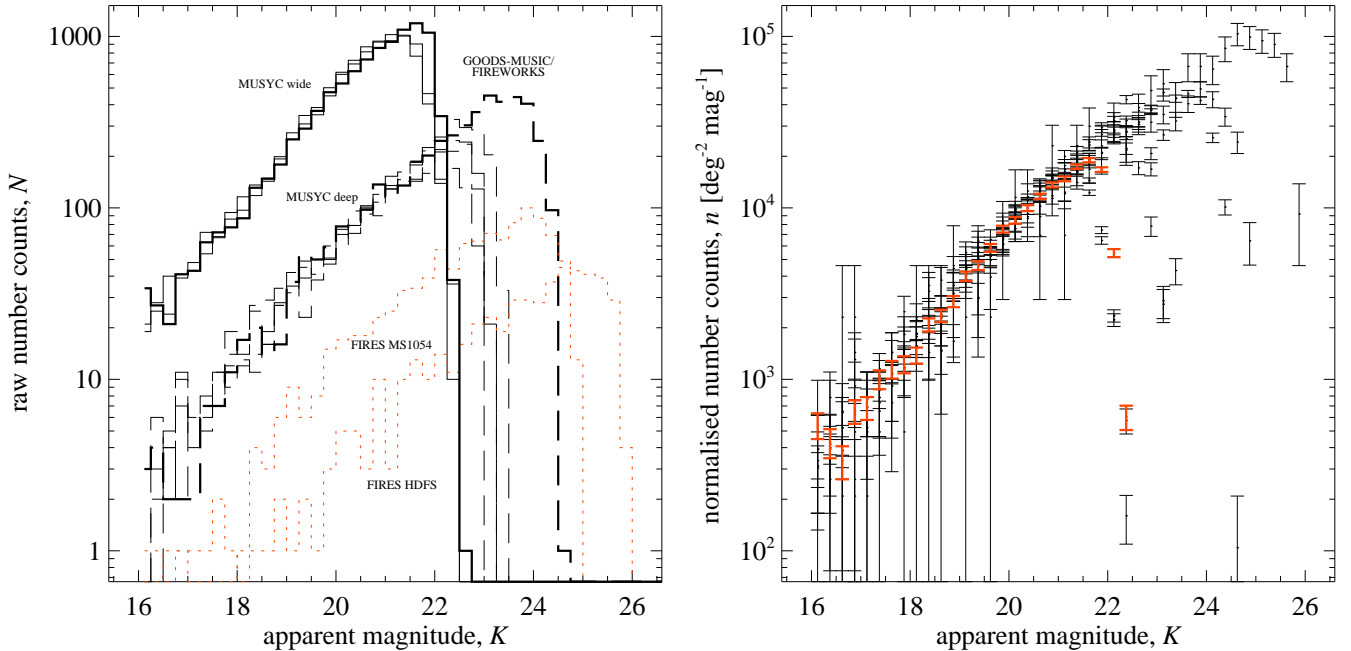 1000
100
10
1
raw number counts, N
MUSYC wide
GOODS-MUSIC/
FIREWORKS
MUSYC deep
FIRES MS1054
FIRES HDFS
16 18 20 22 24 26
apparent magnitude, K
10^5
10^4
10^3
10^2
normalised number counts, n [deg^-2 mag^-1]
16 18 20 22 24 26
apparent magnitude, K